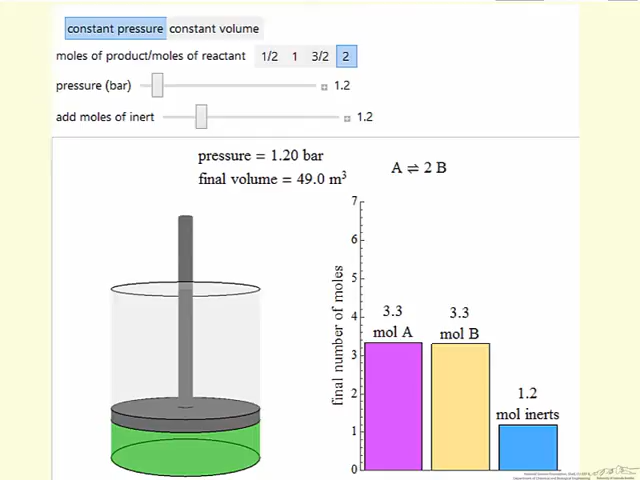 constant pressure constant volume
moles of product/moles of reactant 1/2 1 3/2 2
pressure (bar) 1.2
add moles of inert 1.2
pressure = 1.20 bar
final volume = 49.0 m³
A ⇌ 2 B
final number of moles
7
6
5
4
3
2
1
0
3.3
mol A
3.3
mol B
1.2
mol inerts